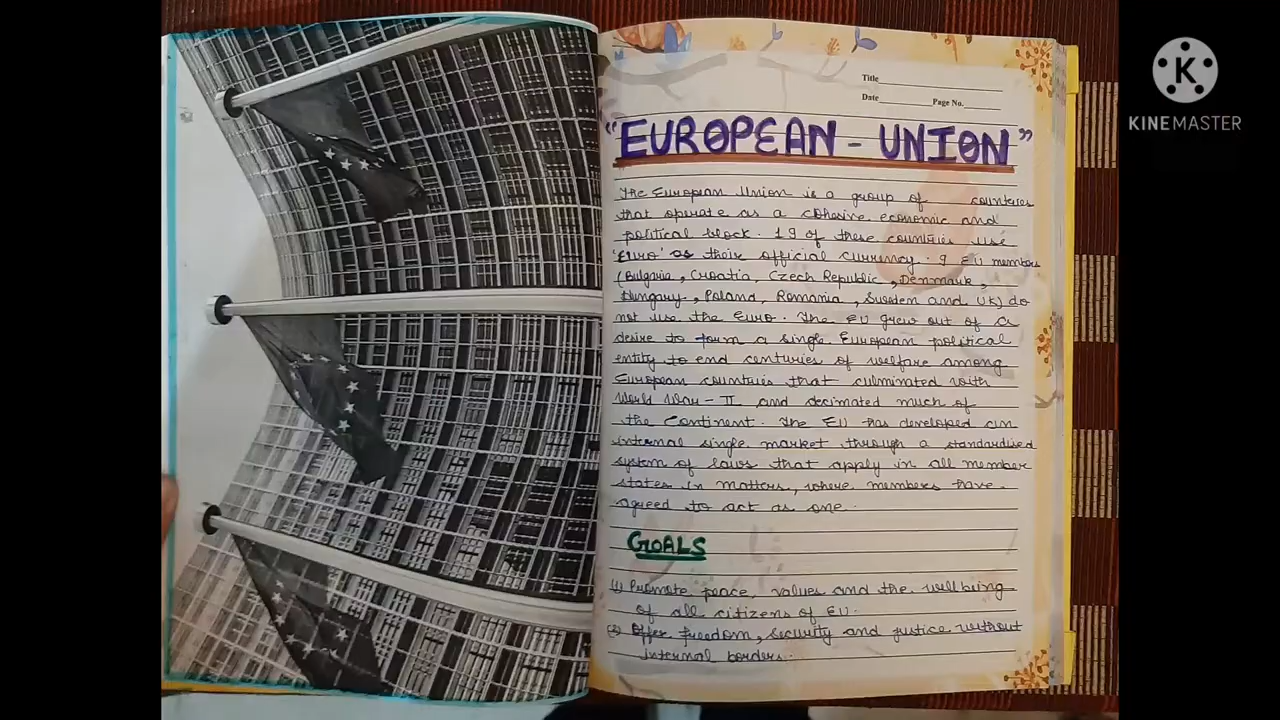 K
KINEMASTER
Title
Date Page No.
"EUROPEAN - UNION"
The European Union is a group of countries
that operate as a cohesive economic and
political block. 19 of these countries use
'Euro' as their official currency. 9 EU members
(Bulgaria, Croatia, Czech Republic, Denmark,
Hungary, Poland, Romania, Sweden and UK) do
not use the Euro. The EU grew out of a
desire to form a single European political
entity to end centuries of welfare among
European countries that culminated with
World War-II and decimated much of
the Continent. The EU has developed an
internal single market through a standardised
system of laws that apply in all member
states in matters, where members have
agreed to act as one.
GOALS
(1) Promote peace, values and the well being
of all citizens of EU.
(2) Offer freedom, security and justice without
internal borders.